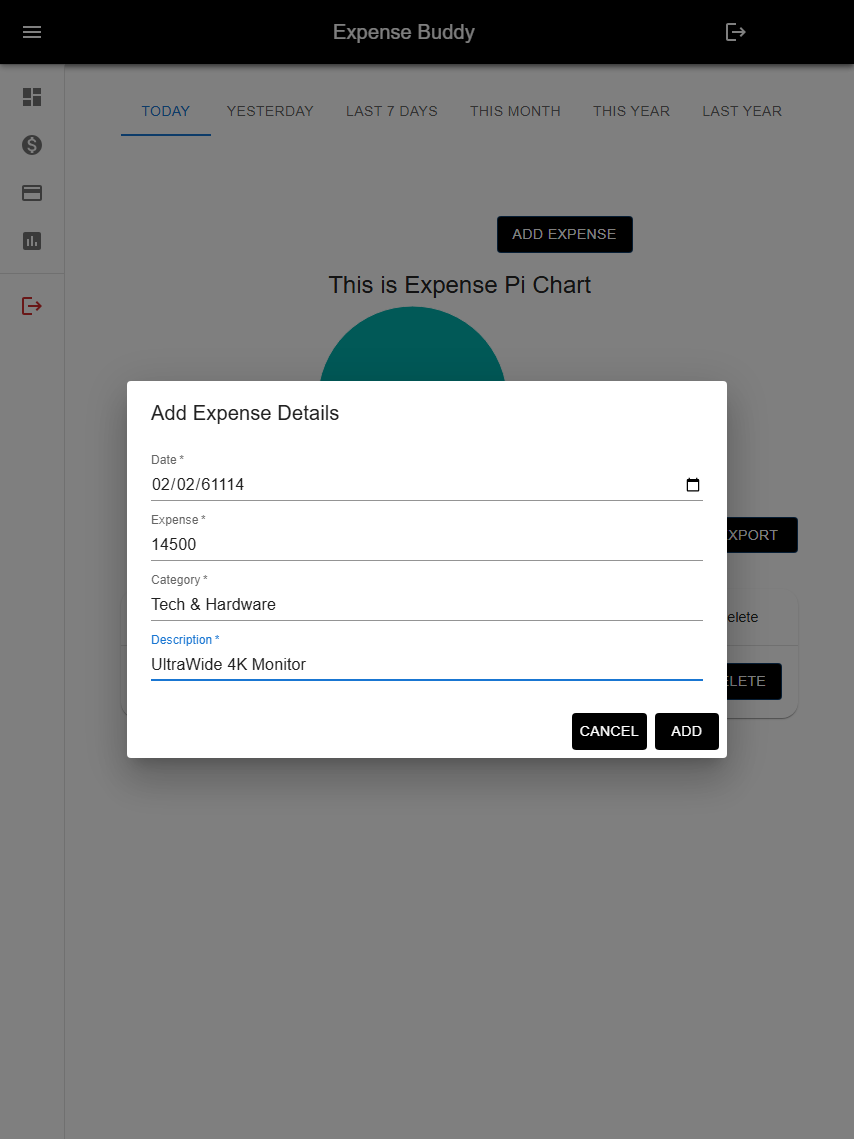 Expense Buddy
TODAY YESTERDAY LAST 7 DAYS THIS MONTH THIS YEAR LAST YEAR
ADD EXPENSE
This is Expense Pi Chart
Add Expense Details
Date *
02/02/61114
Expense *
14500
XPORT
Category *
Tech & Hardware
elete
Description *
UltraWide 4K Monitor
LETE
CANCEL ADD